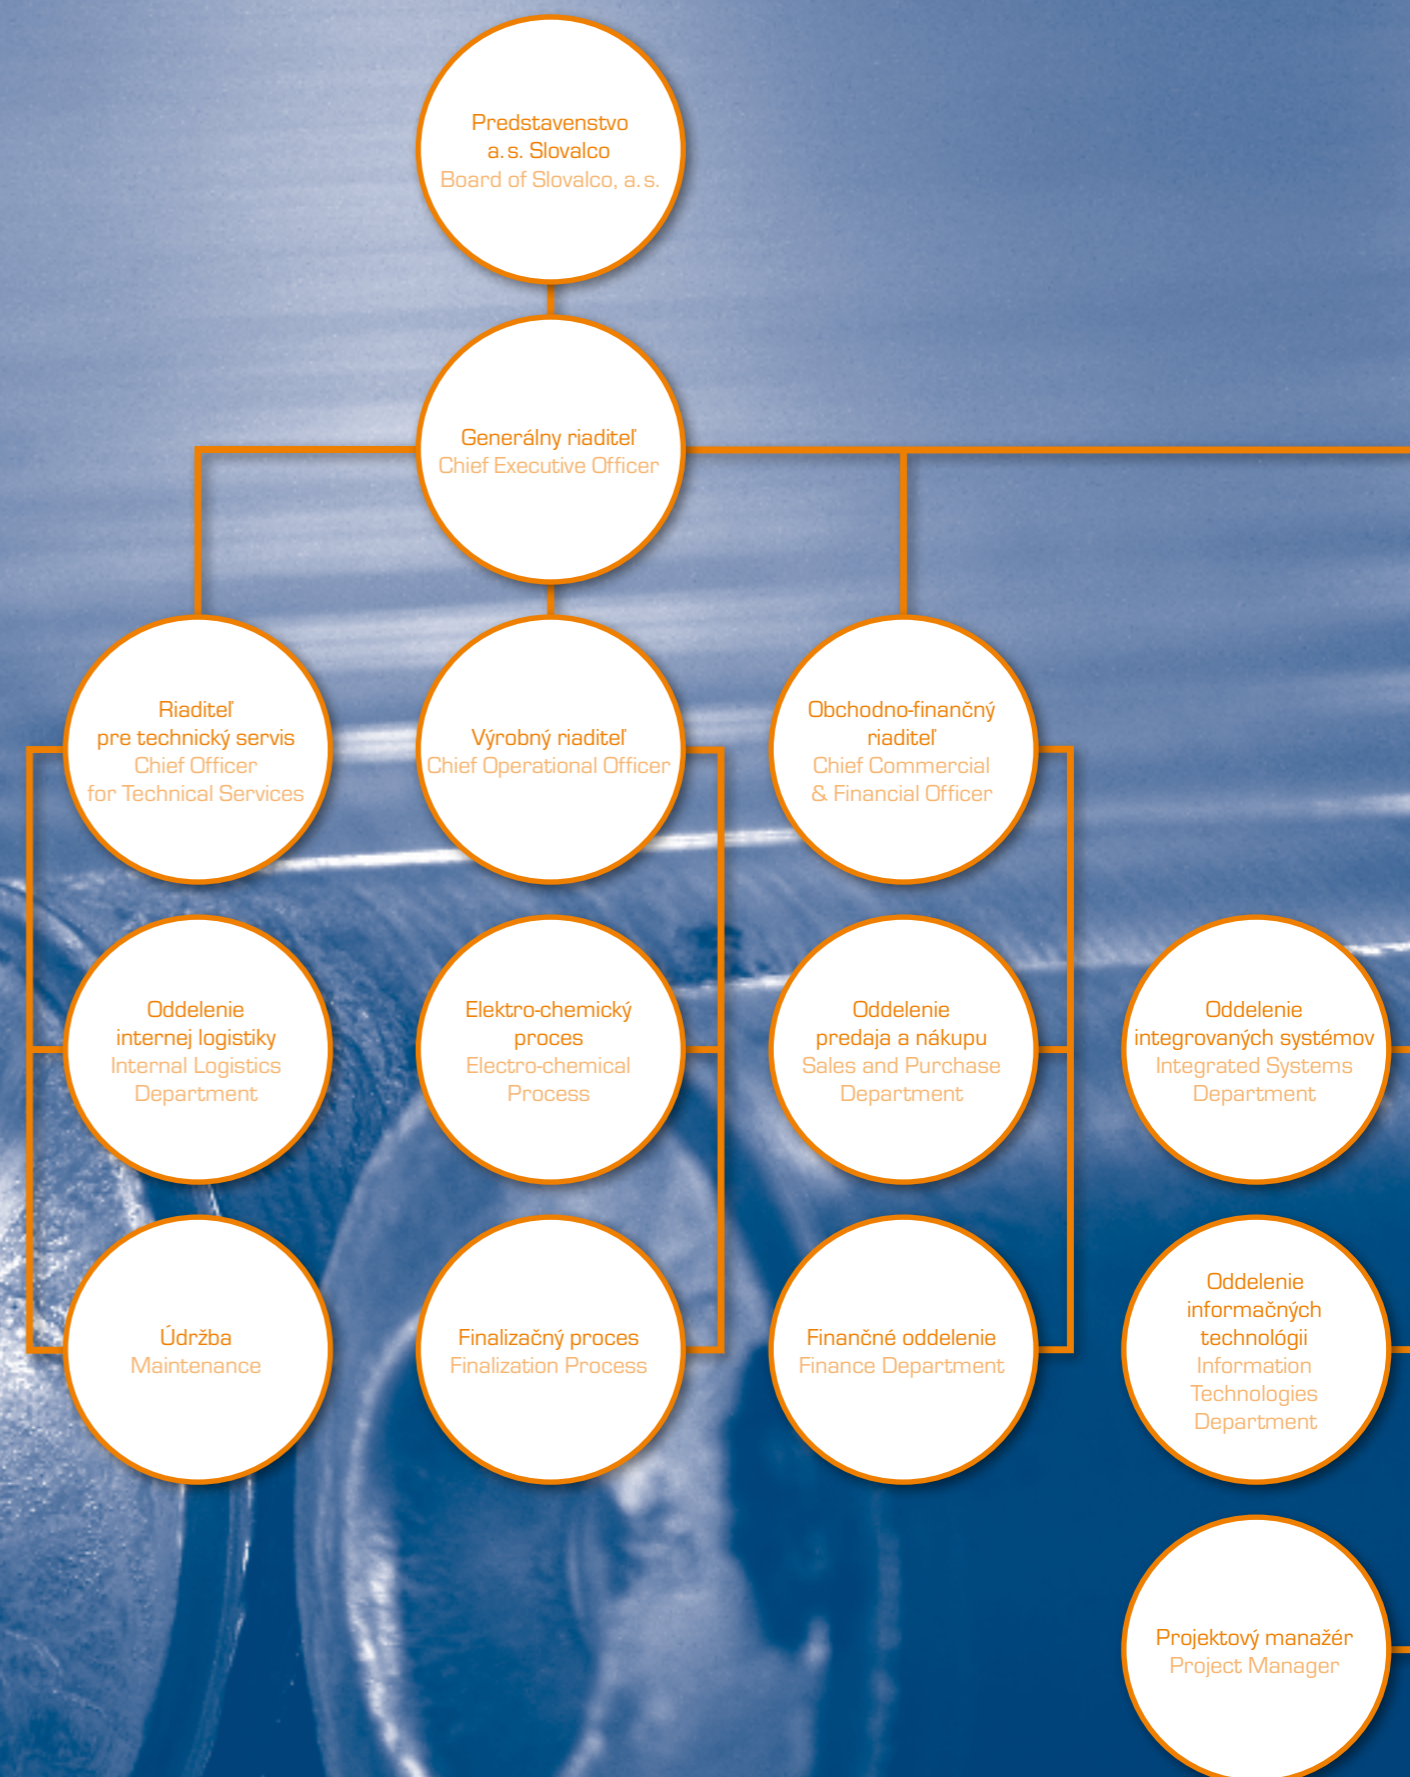 Predstavenstvo
a. s. Slovalco
Board of Slovalco, a. s.
Generálny riaditeľ
Chief Executive Officer
Riaditeľ
pre technický servis
Chief Officer
for Technical Services
Výrobný riaditeľ
Chief Operational Officer
Obchodno-finančný
riaditeľ
Chief Commercial
& Financial Officer
Oddelenie
internej logistiky
Internal Logistics
Department
Elektro-chemický
proces
Electro-chemical
Process
Oddelenie
predaja a nákupu
Sales and Purchase
Department
Oddelenie
integrovaných systémov
Integrated Systems
Department
Údržba
Maintenance
Finalizačný proces
Finalization Process
Finančné oddelenie
Finance Department
Oddelenie
informačných
technológii
Information
Technologies
Department
Projektový manažér
Project Manager